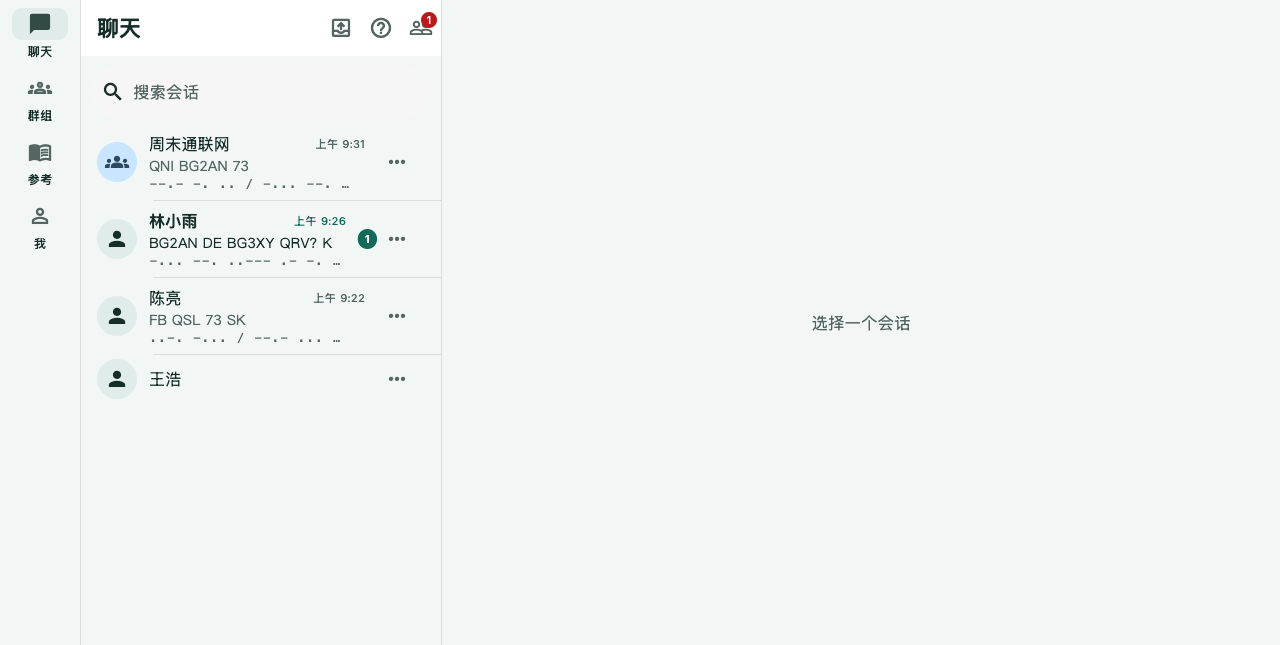 聊天
群组
参考
我
聊天
1
搜索会话
周末通联网
上午 9:31
QNI BG2AN 73
--.- -. .. / -... --. …
林小雨
上午 9:26
BG2AN DE BG3XY QRV? K
1
-... --. ..--- .- -. …
陈亮
上午 9:22
FB QSL 73 SK
..-. -... / --.- ... …
王浩
选择一个会话